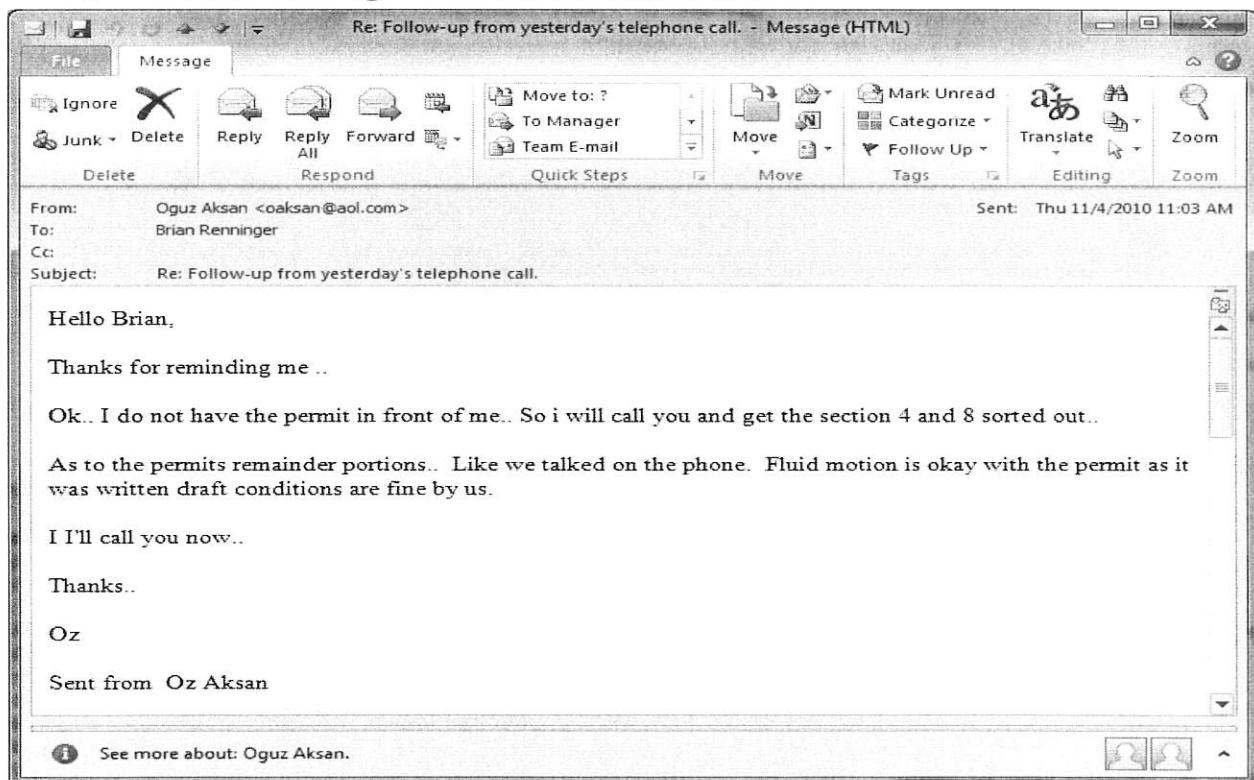 Re: Follow-up from yesterday's telephone call. - Message (HTML)
File Message
Ignore
Junk
Delete
Reply
Reply All
Forward
Move to: ?
To Manager
Team E-mail
Move
Mark Unread
Categorize
Follow Up
Translate
Zoom
Delete Respond Quick Steps Move Tags Editing Zoom
From: Oguz Aksan <oaksan@aol.com> Sent: Thu 11/4/2010 11:03 AM
To: Brian Renninger
Cc:
Subject: Re: Follow-up from yesterday's telephone call.
Hello Brian,
Thanks for reminding me ..
Ok.. I do not have the permit in front of me.. So i will call you and get the section 4 and 8 sorted out..
As to the permits remainder portions.. Like we talked on the phone. Fluid motion is okay with the permit as it
was written draft conditions are fine by us.
I I'll call you now..
Thanks..
Oz
Sent from Oz Aksan
See more about: Oguz Aksan.